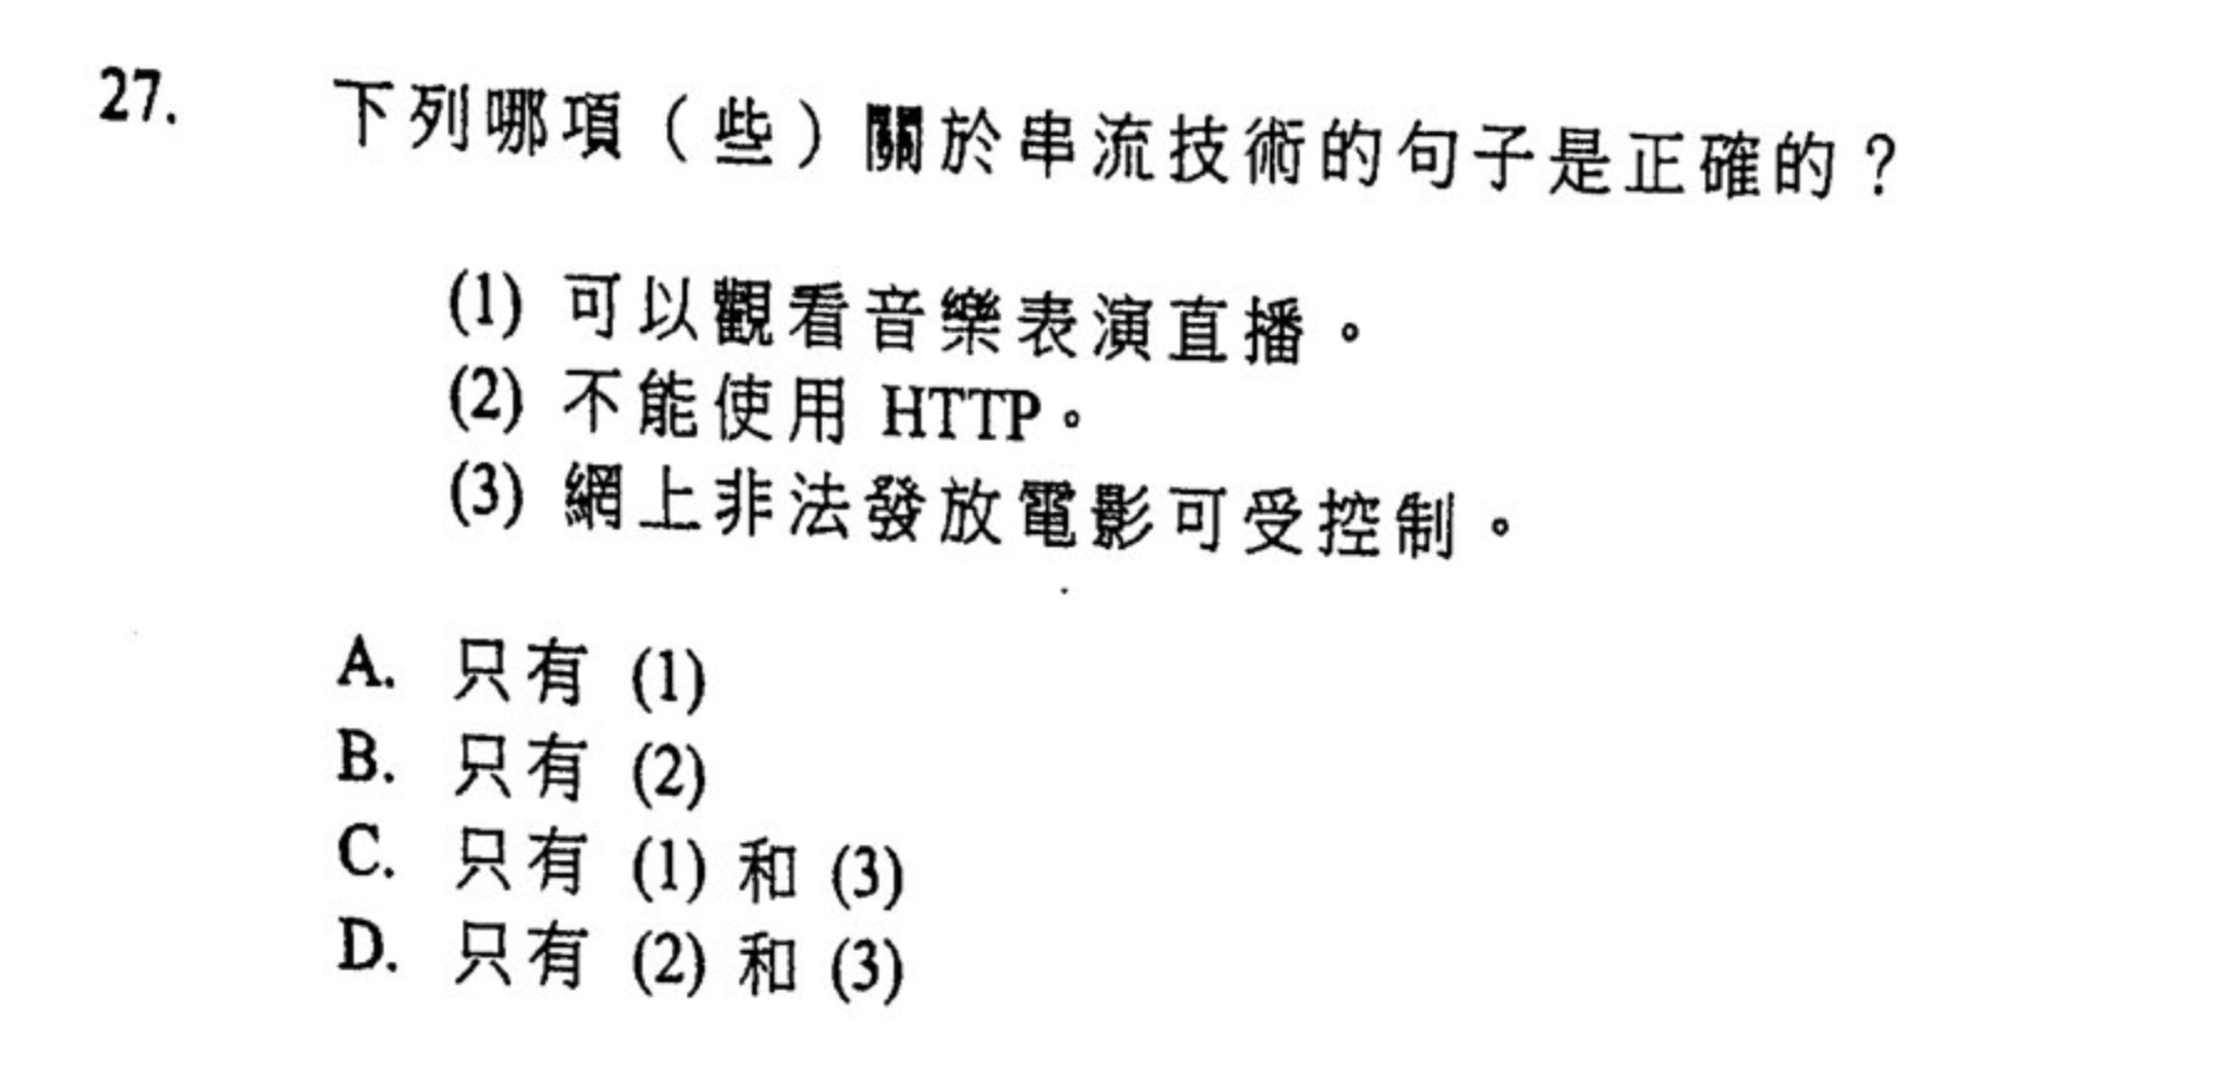 27. 下列哪項（些）關於串流技術的句子是正確的？
(1) 可以觀看音樂表演直播。
(2) 不能使用 HTTP。
(3) 網上非法發放電影可受控制。
A. 只有 (1)
B. 只有 (2)
C. 只有 (1) 和 (3)
D. 只有 (2) 和 (3)